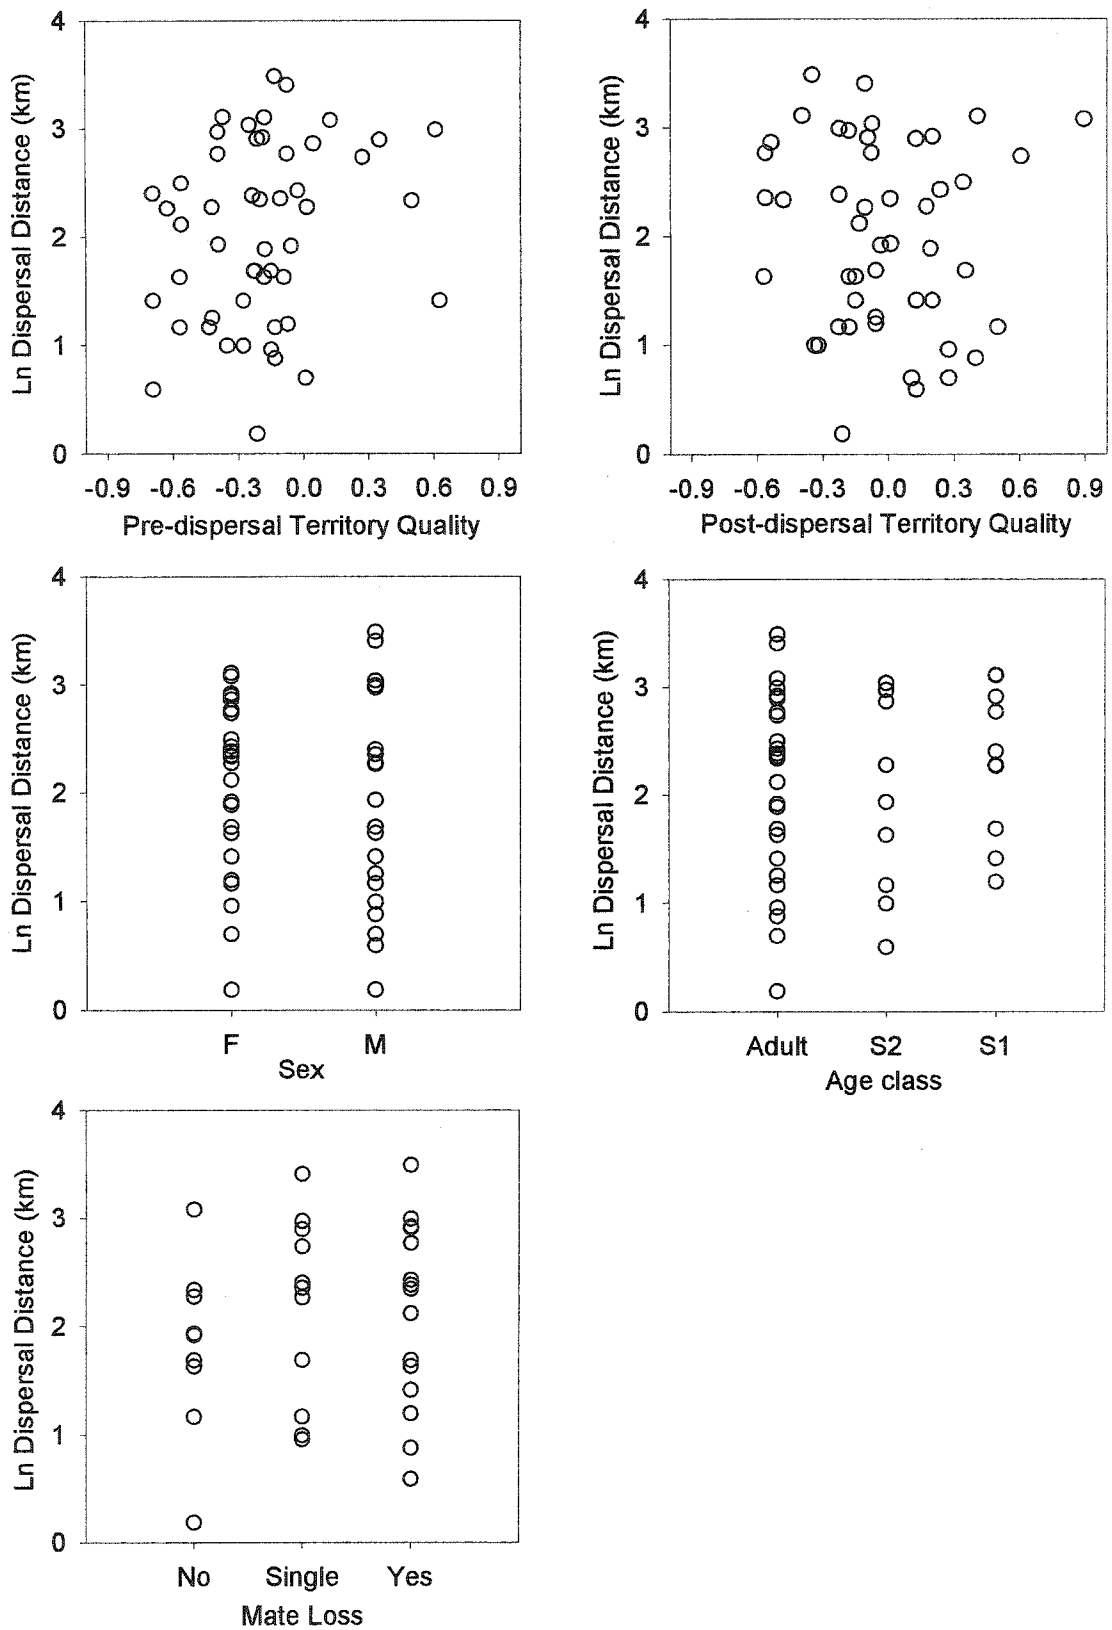 4
3
2
1
0
Ln Dispersal Distance (km)
-0.9 -0.6 -0.3 0.0 0.3 0.6 0.9
Pre-dispersal Territory Quality
4
3
2
1
0
Ln Dispersal Distance (km)
-0.9 -0.6 -0.3 0.0 0.3 0.6 0.9
Post-dispersal Territory Quality
4
3
2
1
0
Ln Dispersal Distance (km)
F M
Sex
4
3
2
1
0
Ln Dispersal Distance (km)
Adult S2 S1
Age class
4
3
2
1
0
Ln Dispersal Distance (km)
No Single Yes
Mate Loss